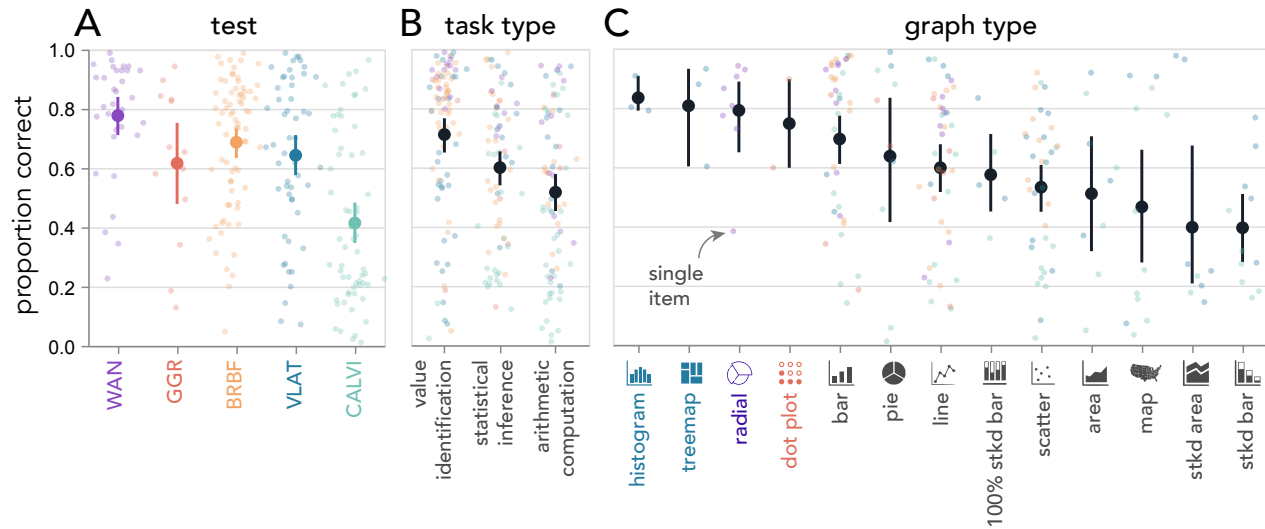 A
test
B
task type
C
graph type
proportion correct
1.0
0.8
0.6
0.4
0.2
0.0
WAN
GGR
BRBF
VLAT
CALVI
value
identification
statistical
inference
arithmetic
computation
single
item
histogram
treemap
radial
dot plot
bar
pie
line
100% stkd bar
scatter
area
map
stkd area
stkd bar